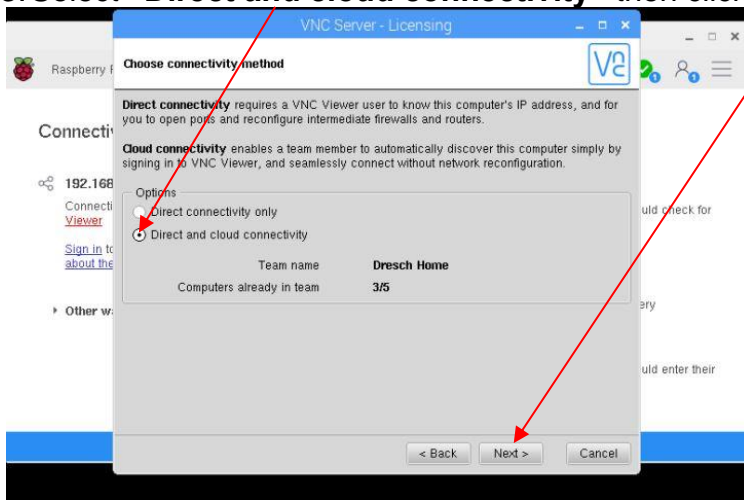 Select "Direct and cloud connectivity" then click
VNC Server - Licensing
Raspberry
Choose connectivity method
VNC
Direct connectivity requires a VNC Viewer user to know this computer's IP address, and for
you to open ports and reconfigure intermediate firewalls and routers.
Connecti
Cloud connectivity enables a team member to automatically discover this computer simply by
signing in to VNC Viewer, and seamlessly connect without network reconfiguration.
192.168
Options
Connecti
Direct connectivity only
uld check for
Viewer
Direct and cloud connectivity
Sign in to
about the
Team name Dresch Home
Computers already in team 3/5
Other w
ery
uld enter their
< Back Next > Cancel